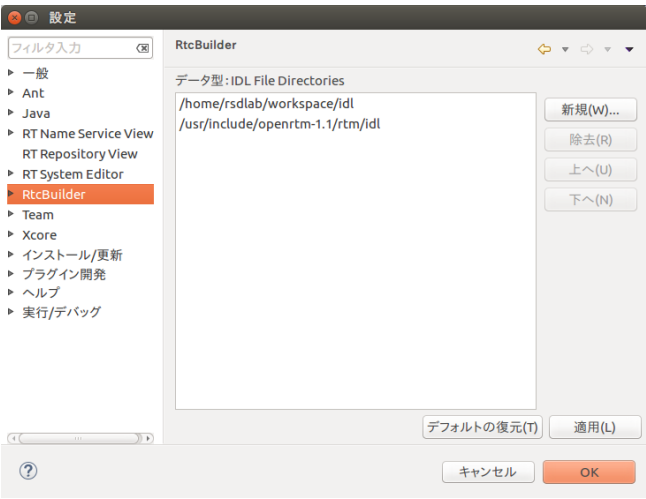 設定
フィルタ入力
一般
Ant
Java
RT Name Service View
RT Repository View
RT System Editor
RtcBuilder
Team
Xcore
インストール/更新
プラグイン開発
ヘルプ
実行/デバッグ
RtcBuilder
データ型:IDL File Directories
/home/rsdlab/workspace/idl
/usr/include/openrtm-1.1/rtm/idl
新規(W)...
除去(R)
上へ(U)
下へ(N)
デフォルトの復元(T)
適用(L)
?
キャンセル
OK